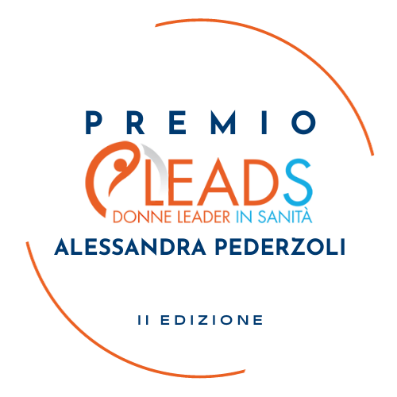 PREMIO
LEADS
DONNE LEADER IN SANITÀ
ALESSANDRA PEDERZOLI
II EDIZIONE